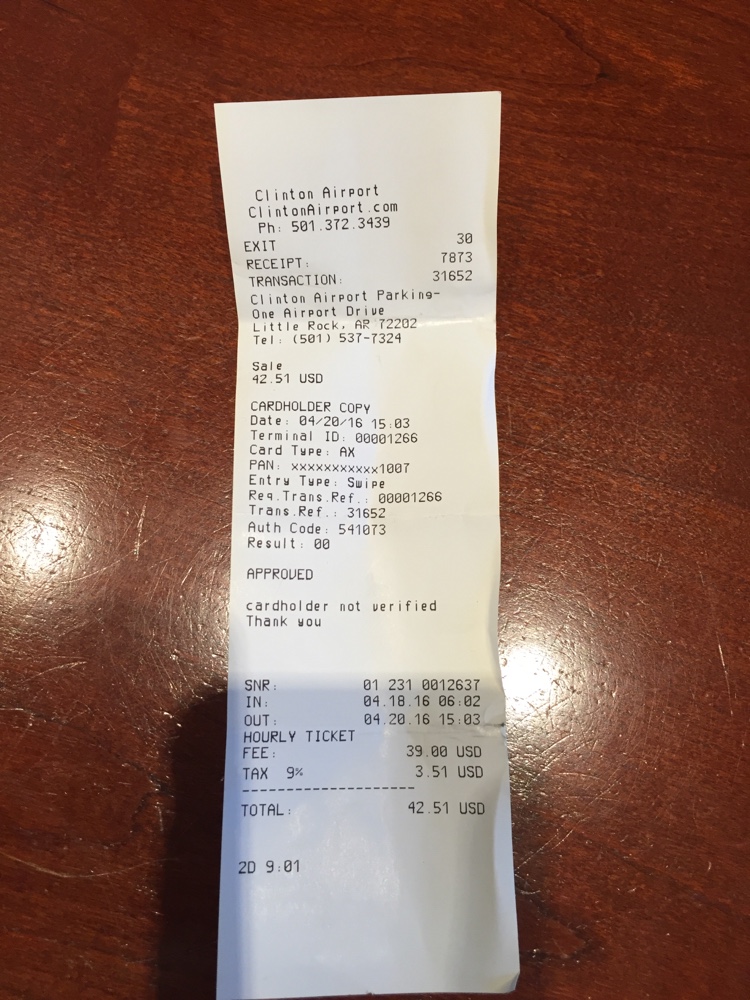 Clinton Airport
ClintonAirport.com
Ph: 501.372.3439
EXIT 30
RECEIPT: 7873
TRANSACTION: 31652
Clinton Airport Parking-
One Airport Drive
Little Rock, AR 72202
Tel: (501) 537-7324
Sale
42.51 USD
CARDHOLDER COPY
Date: 04/20/16 15:03
Terminal ID: 00001266
Card Type: AX
PAN: xxxxxxxxxxx1007
Entry Type: Swipe
Req.Trans.Ref.: 00001266
Trans.Ref.: 31652
Auth Code: 541073
Result: 00
APPROVED
cardholder not verified
Thank you
SNR: 01 231 0012637
IN: 04.18.16 06:02
OUT: 04.20.16 15:03
HOURLY TICKET
FEE: 39.00 USD
TAX 9% 3.51 USD
--------------------
TOTAL: 42.51 USD
2D 9:01